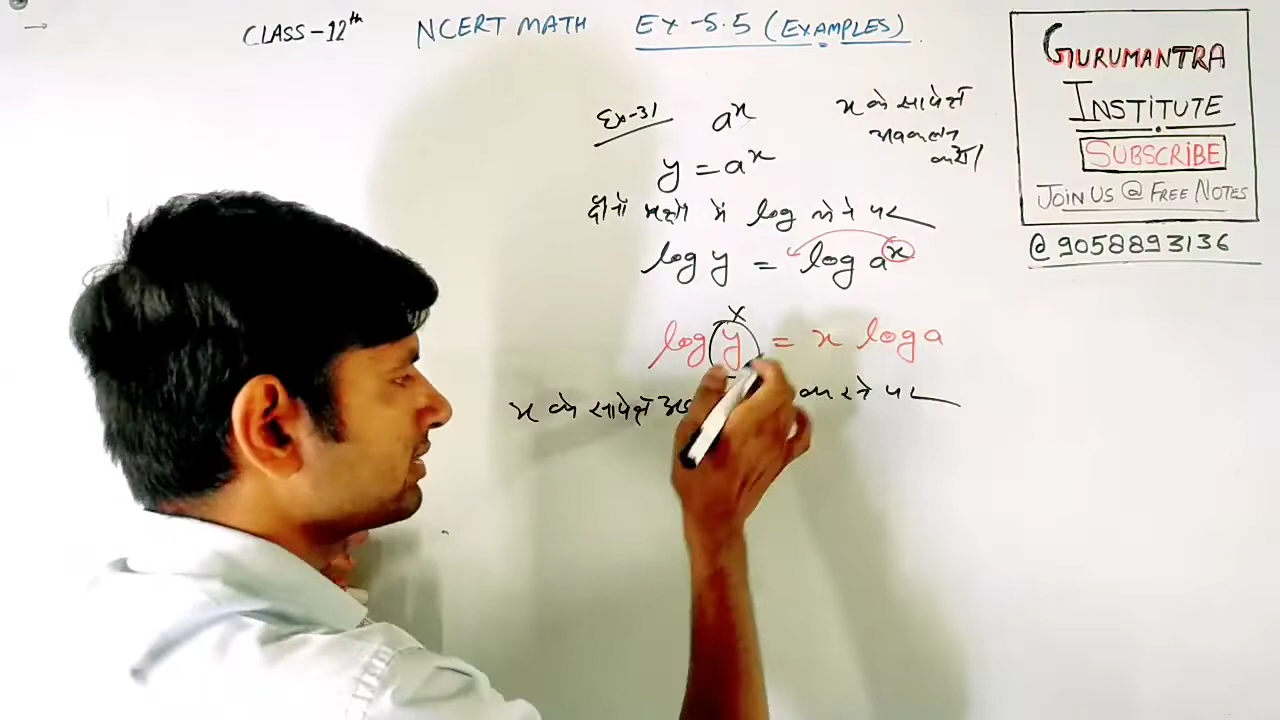 CLASS-12th NCERT MATH EX-5.5 (EXAMPLES)
Ex-31 a^x x के सापेक्ष
अवकलन
करो।
y = a^x
दोनों पक्षों में log लेने पर
log y = log a^x
x
log y = x log a
x के सापेक्ष करने पर
GURUMANTRA
INSTITUTE
SUBSCRIBE
JOIN US @ FREE NOTES
@ 9058893136